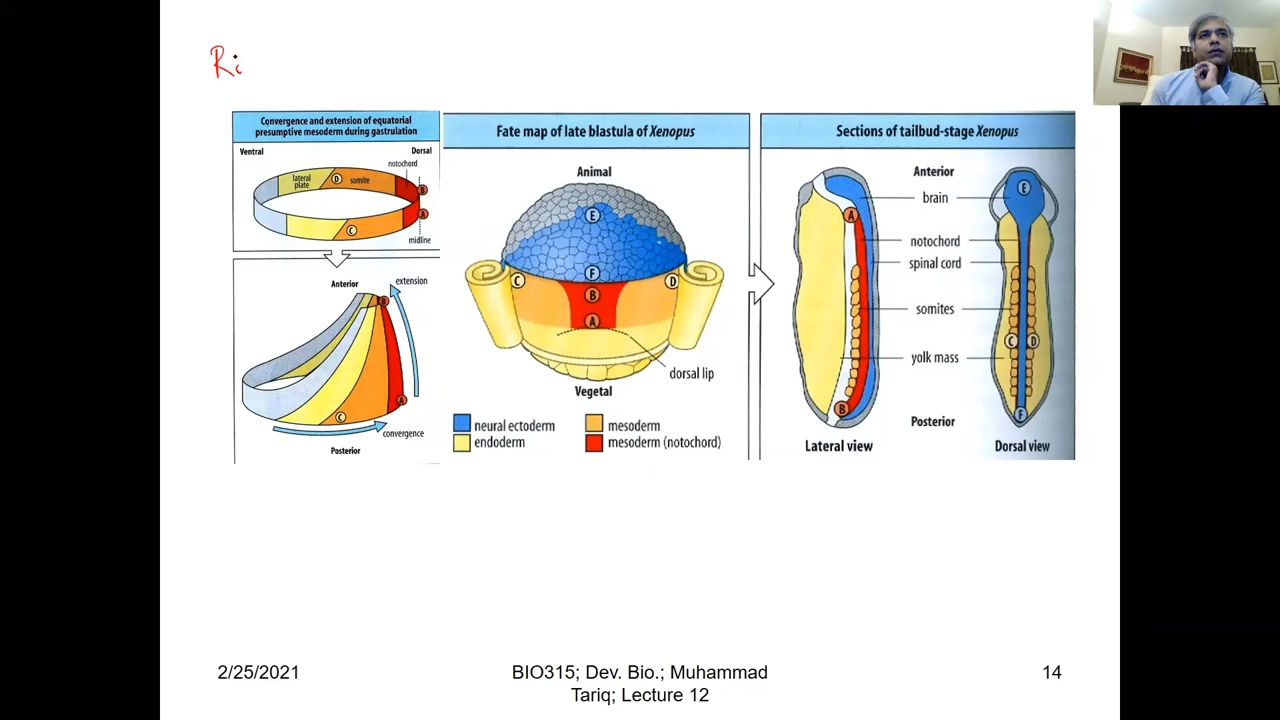 Ri
Convergence and extension of equatorial
presumptive mesoderm during gastrulation
Ventral
Dorsal
notochord
lateral
plate
D
somite
B
A
C
midline
Anterior
extension
B
A
C
convergence
Posterior
Fate map of late blastula of Xenopus
Animal
E
F
C
B
D
A
dorsal lip
Vegetal
neural ectoderm
mesoderm
endoderm
mesoderm (notochord)
Sections of tailbud-stage Xenopus
Anterior
E
brain
A
notochord
spinal cord
somites
C
D
yolk mass
B
F
Posterior
Lateral view
Dorsal view
2/25/2021
BIO315; Dev. Bio.; Muhammad
Tariq; Lecture 12
14